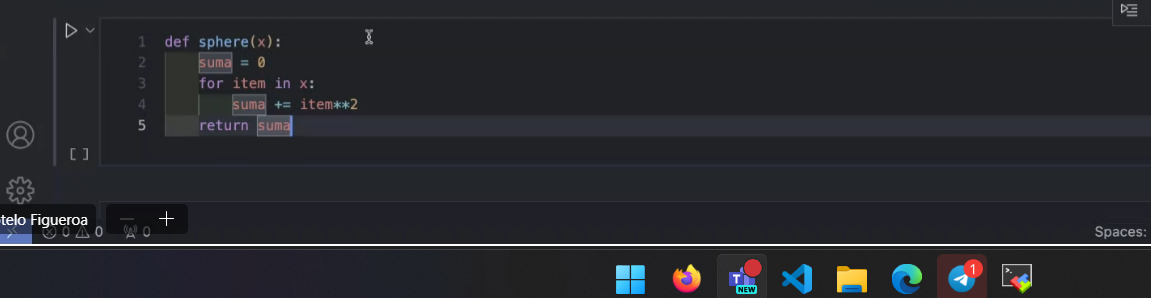 1 def sphere(x):
2 suma = 0
3 for item in x:
4 suma += item**2
5 return suma
[ ]
telo Figueroa
0 0 0
Spaces:
NEW
1